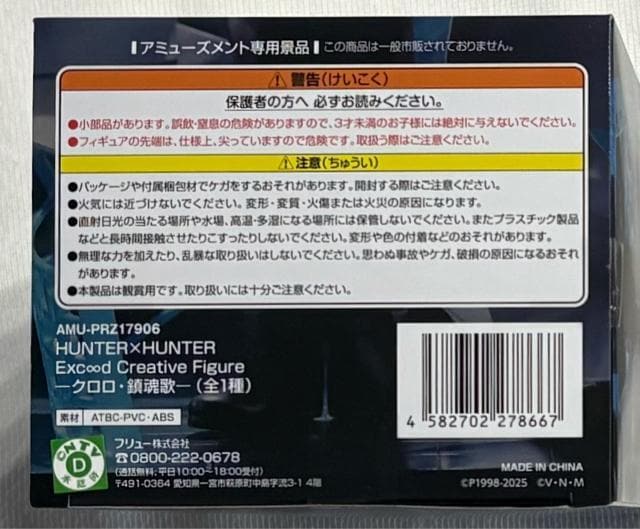 アミューズメント専用景品 この商品は一般市販されておりません。
⚠警告(けいこく)
保護者の方へ 必ずお読みください。
●小部品があります。誤飲・窒息の危険がありますので、3才未満のお子様には絶対に与えないでください。
●フィギュアの先端は、仕様上、尖っていますので危険です。取扱う際はご注意ください。
⚠注意(ちゅうい)
●パッケージや付属梱包材でケガをするおそれがあります。開封する際はご注意ください。
●火気には近づけないでください。変形・変質・火傷または火災の原因になります。
●直射日光の当たる場所や水場、高温・多湿になる場所には保管しないでください。またプラスチック製品
などと長時間接触させたりこすったりしないでください。変形や色の付着などのおそれがあります。
●無理な力を加えたり、乱暴な取り扱いはしないでください。思わぬ事故やケガ、破損の原因になるおそれ
があります。
●本製品は観賞用です。取り扱いには十分ご注意ください。
AMU-PRZ17906
HUNTER×HUNTER
Exc∞d Creative Figure
―クロロ・鎮魂歌―(全1種)
素材 ATBC-PVC・ABS
4 582702 278667
CNTV
D
承認済
フリュー株式会社
☎0800-222-0678
(通話無料:平日10:00~18:00受付)
〒491-0364 愛知県一宮市萩原町中島字流3-1 4階
MADE IN CHINA
©P1998-2025 ©V・N・M